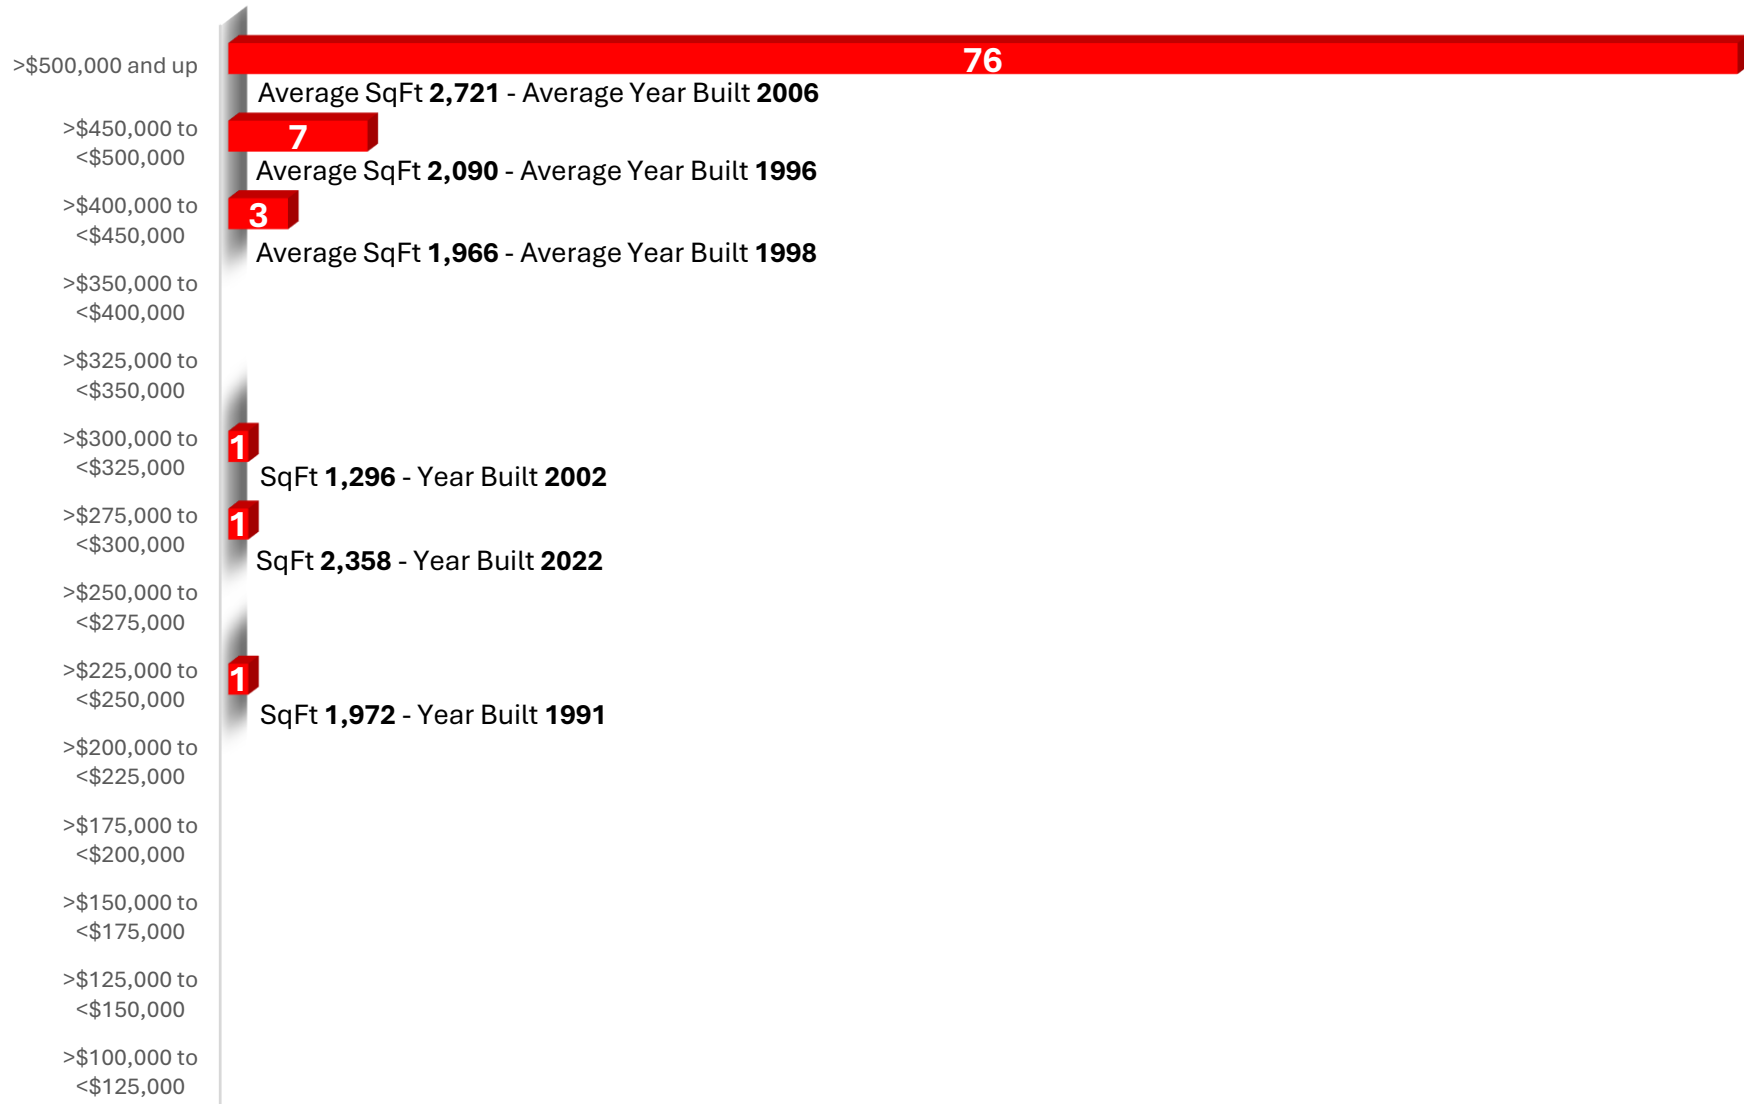 >$500,000 and up
76
Average SqFt 2,721 - Average Year Built 2006
>$450,000 to
<$500,000
7
Average SqFt 2,090 - Average Year Built 1996
>$400,000 to
<$450,000
3
Average SqFt 1,966 - Average Year Built 1998
>$350,000 to
<$400,000
>$325,000 to
<$350,000
>$300,000 to
<$325,000
1
SqFt 1,296 - Year Built 2002
>$275,000 to
<$300,000
1
SqFt 2,358 - Year Built 2022
>$250,000 to
<$275,000
>$225,000 to
<$250,000
1
SqFt 1,972 - Year Built 1991
>$200,000 to
<$225,000
>$175,000 to
<$200,000
>$150,000 to
<$175,000
>$125,000 to
<$150,000
>$100,000 to
<$125,000